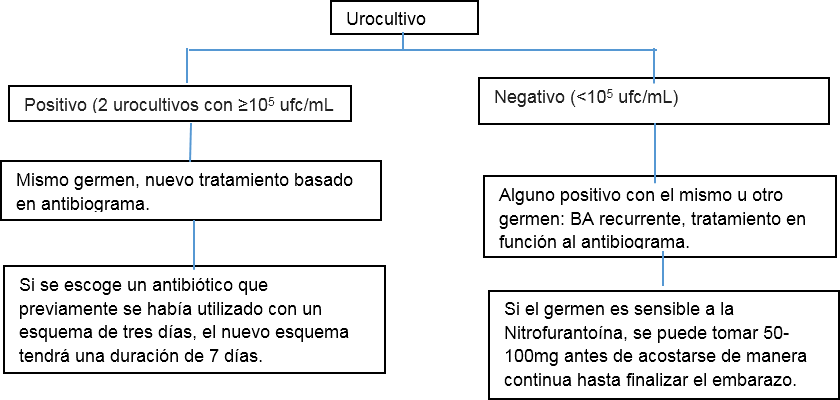 Urocultivo
Positivo (2 urocultivos con ≥10⁵ ufc/mL
Negativo (<10⁵ ufc/mL)
Mismo germen, nuevo tratamiento basado
en antibiograma.
Alguno positivo con el mismo u otro
germen: BA recurrente, tratamiento en
función al antibiograma.
Si se escoge un antibiótico que
previamente se había utilizado con un
esquema de tres días, el nuevo esquema
tendrá una duración de 7 días.
Si el germen es sensible a la
Nitrofurantoína, se puede tomar 50-
100mg antes de acostarse de manera
continua hasta finalizar el embarazo.